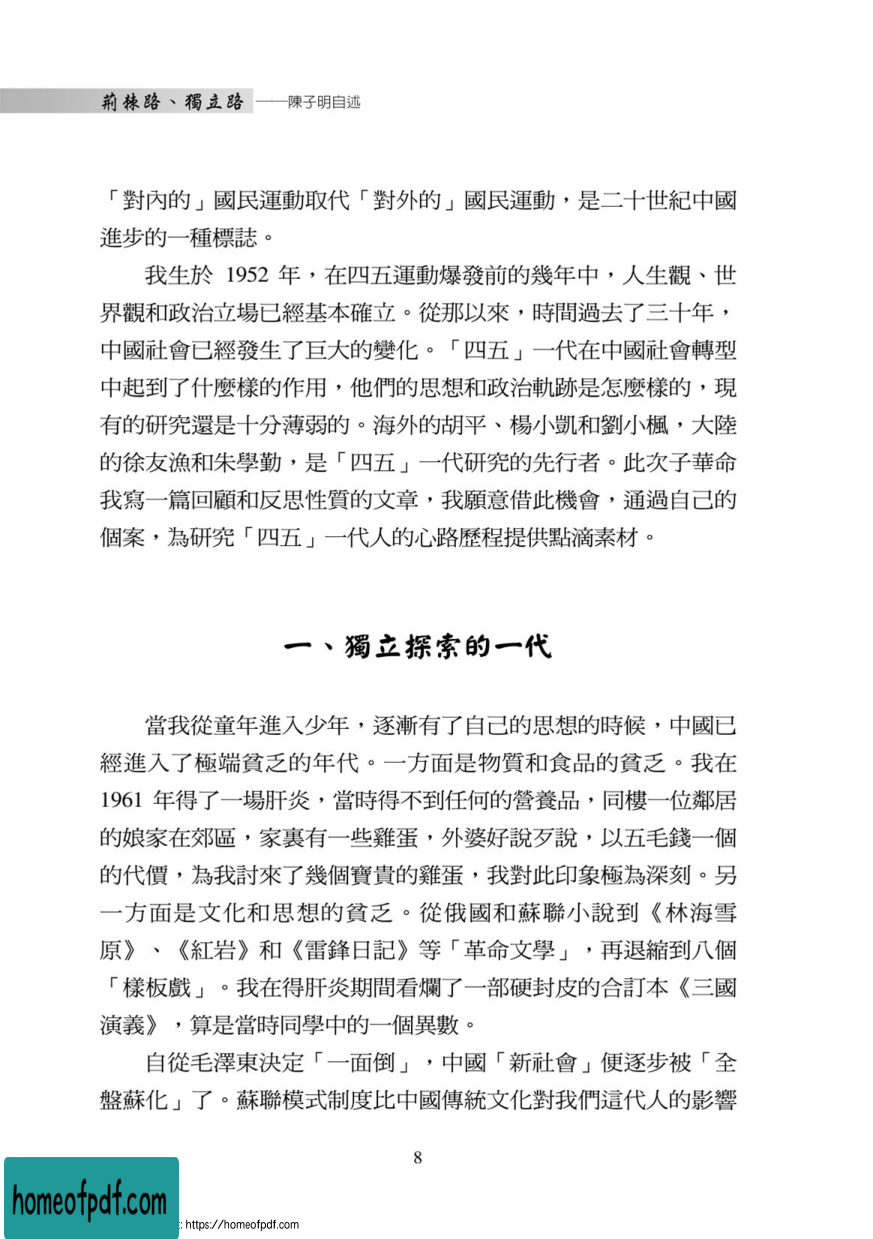 荊棘路、獨立路 ——陳子明自述
「對內的」國民運動取代「對外的」國民運動，是二十世紀中國
進步的一種標誌。
我生於 1952 年，在四五運動爆發前的幾年中，人生觀、世
界觀和政治立場已經基本確立。從那以來，時間過去了三十年，
中國社會已經發生了巨大的變化。「四五」一代在中國社會轉型
中起到了什麼樣的作用，他們的思想和政治軌跡是怎麼樣的，現
有的研究還是十分薄弱的。海外的胡平、楊小凱和劉小楓，大陸
的徐友漁和朱學勤，是「四五」一代研究的先行者。此次子華命
我寫一篇回顧和反思性質的文章，我願意借此機會，通過自己的
個案，為研究「四五」一代人的心路歷程提供點滴素材。
一、獨立探索的一代
當我從童年進入少年，逐漸有了自己的思想的時候，中國已
經進入了極端貧乏的年代。一方面是物質和食品的貧乏。我在
1961 年得了一場肝炎，當時得不到任何的營養品，同樓一位鄰居
的娘家在郊區，家裏有一些雞蛋，外婆好說歹說，以五毛錢一個
的代價，為我討來了幾個寶貴的雞蛋，我對此印象極為深刻。另
一方面是文化和思想的貧乏。從俄國和蘇聯小說到《林海雪
原》、《紅岩》和《雷鋒日記》等「革命文學」，再退縮到八個
「樣板戲」。我在得肝炎期間看爛了一部硬封皮的合訂本《三國
演義》，算是當時同學中的一個異數。
自從毛澤東決定「一面倒」，中國「新社會」便逐步被「全
盤蘇化」了。蘇聯模式制度比中國傳統文化對我們這代人的影響
8
homeofpdf.com
: https://homeofpdf.com